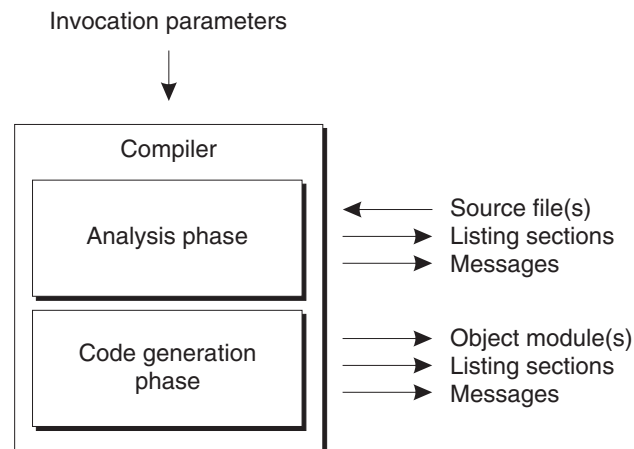 Invocation parameters
Compiler
Analysis phase
Source file(s)
Listing sections
Messages
Code generation
phase
Object module(s)
Listing sections
Messages